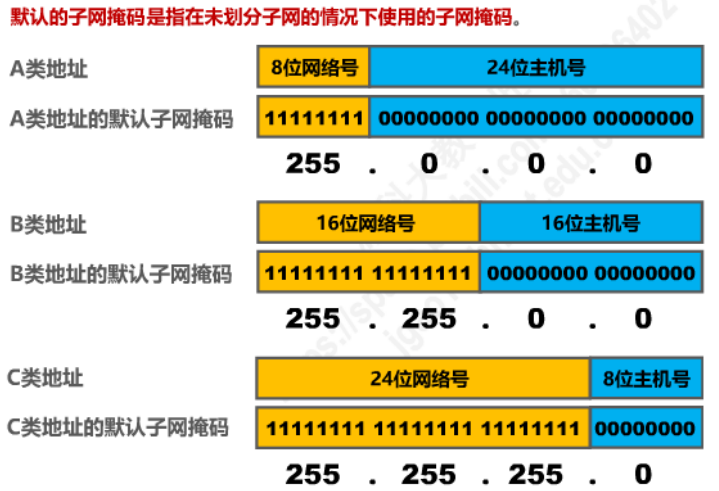 默认的子网掩码是指在未划分子网的情况下使用的子网掩码。
A类地址 8位网络号 24位主机号
A类地址的默认子网掩码 11111111 00000000 00000000 00000000
255 . 0 . 0 . 0
B类地址 16位网络号 16位主机号
B类地址的默认子网掩码 11111111 11111111 00000000 00000000
255 . 255 . 0 . 0
C类地址 24位网络号 8位主机号
C类地址的默认子网掩码 11111111 11111111 11111111 00000000
255 . 255 . 255 . 0